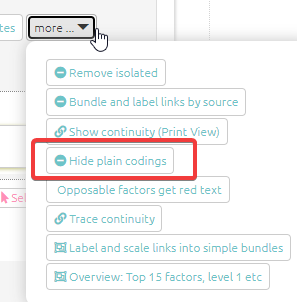 tes
more ...
Remove isolated
Bundle and label links by source
Show continuity (Print View)
Hide plain codings
Opposable factors get red text
Sel
Trace continuity
Label and scale links into simple bundles
Overview: Top 15 factors, level 1 etc